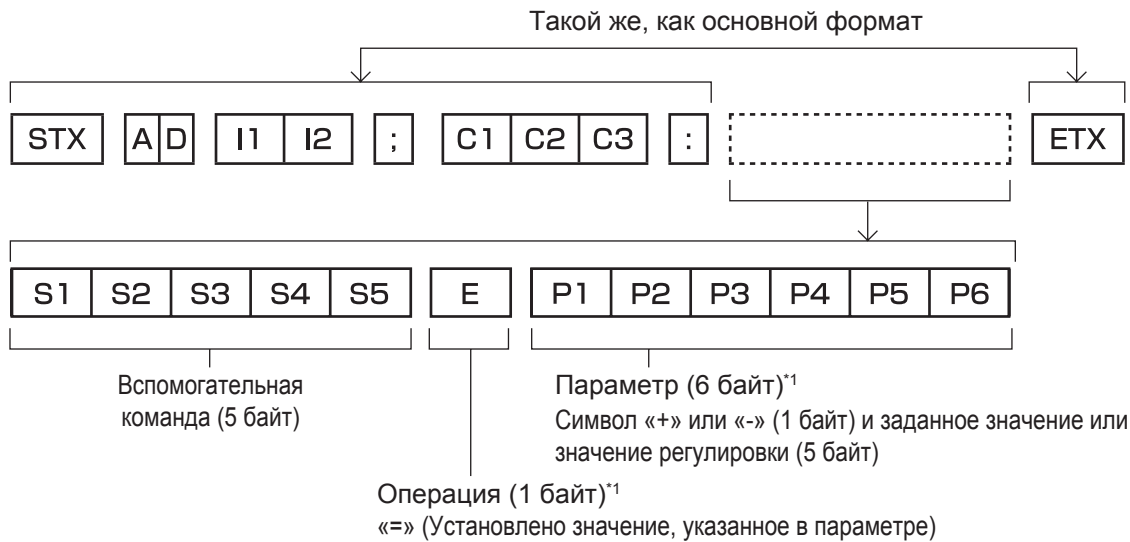 Такой же, как основной формат
STX A D I1 I2 ; C1 C2 C3 : ETX
S1 S2 S3 S4 S5 E P1 P2 P3 P4 P5 P6
Вспомогательная
команда (5 байт)
Параметр (6 байт)*1
Символ «+» или «-» (1 байт) и заданное значение или
значение регулировки (5 байт)
Операция (1 байт)*1
«=» (Установлено значение, указанное в параметре)